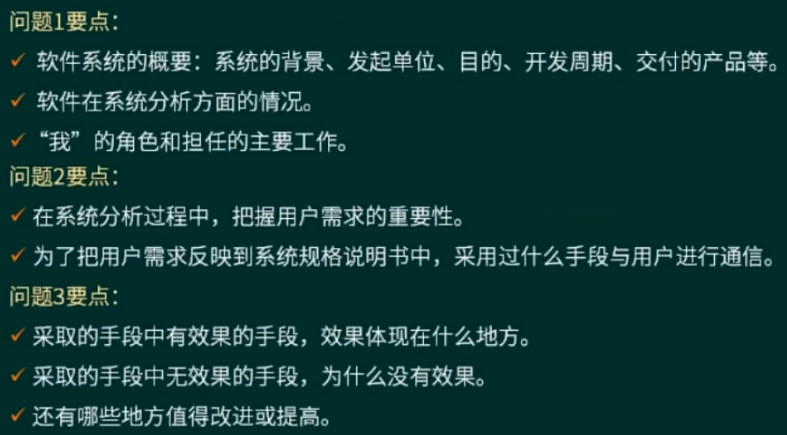 问题1要点：
✓ 软件系统的概要：系统的背景、发起单位、目的、开发周期、交付的产品等。
✓ 软件在系统分析方面的情况。
✓ “我”的角色和担任的主要工作。
问题2要点：
✓ 在系统分析过程中，把握用户需求的重要性。
✓ 为了把用户需求反映到系统规格说明书中，采用过什么手段与用户进行通信。
问题3要点：
✓ 采取的手段中有效果的手段，效果体现在什么地方。
✓ 采取的手段中无效果的手段，为什么没有效果。
✓ 还有哪些地方值得改进或提高。